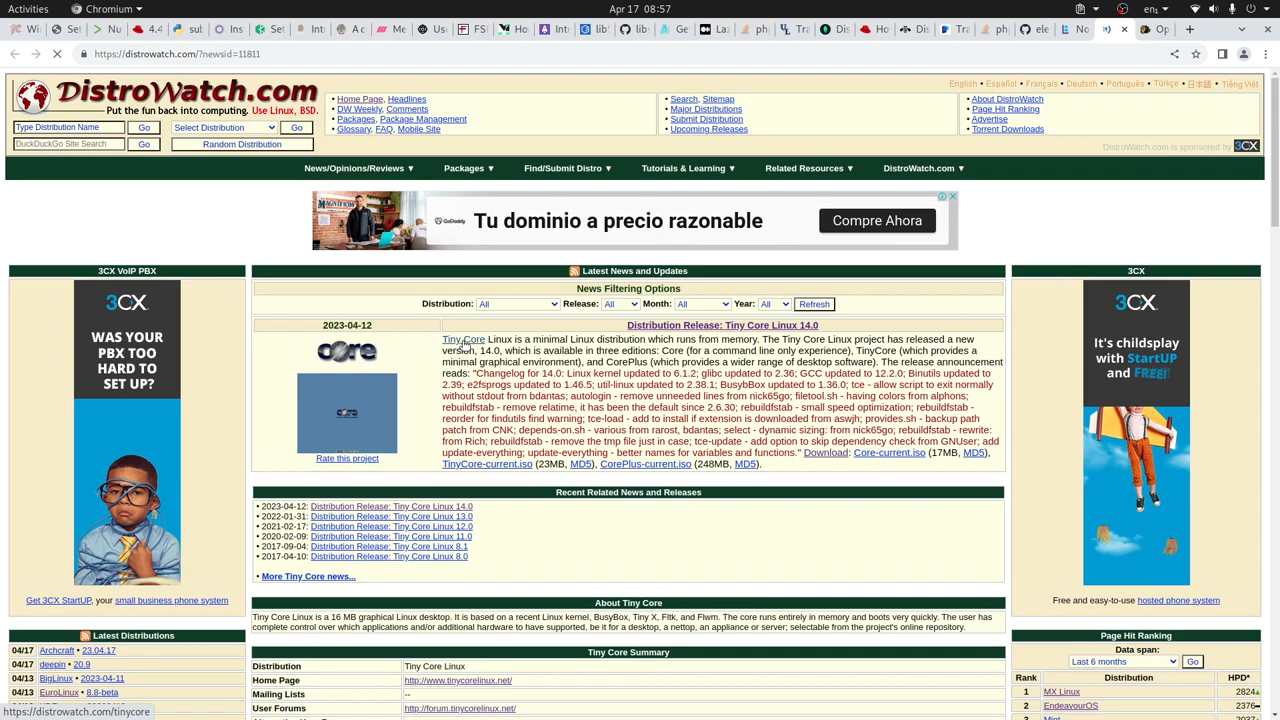 Apr 17 08:57
https://distrowatch.com/?newsid=11811
DistroWatch.com
Put the fun back into computing. Use Linux, BSD.
Type Distribution Name Go Select Distribution Go
DuckDuckGo Site Search Go Random Distribution
• Home Page, Headlines
• DW Weekly, Comments
• Packages, Package Management
• Glossary, FAQ, Mobile Site
• Search, Sitemap
• Major Distributions
• Submit Distribution
• Upcoming Releases
English • Español • Français • Deutsch • Português • Türkçe • 日本語 • Tiếng Việt
• About DistroWatch
• Page Hit Ranking
• Advertise
• Torrent Downloads
DistroWatch.com is sponsored by 3CX
News/Opinions/Reviews ▼ Packages ▼ Find/Submit Distro ▼ Tutorials & Learning ▼ Related Resources ▼ DistroWatch.com ▼
GoDaddy Tu dominio a precio razonable Compre Ahora
3CX VoIP PBX
3CX
WAS YOUR
PBX TOO
HARD TO
SET UP?
Get 3CX StartUP, your small business phone system
Latest Distributions
04/17 Archcraft • 23.04.17
04/17 deepin • 20.9
04/13 BigLinux • 2023-04-11
04/13 EuroLinux • 8.8-beta
https://distrowatch.com/tinycore
Latest News and Updates
News Filtering Options
Distribution: All Release: All Month: All Year: All Refresh
2023-04-12 Distribution Release: Tiny Core Linux 14.0
core
core
Rate this project
Tiny Core Linux is a minimal Linux distribution which runs from memory. The Tiny Core Linux project has released a new
version, 14.0, which is available in three editions: Core (for a command line only experience), TinyCore (which provides a
minimal graphical environment), and CorePlus (which provides a wider range of desktop software). The release announcement
reads: "Changelog for 14.0: Linux kernel updated to 6.1.2; glibc updated to 2.36; GCC updated to 12.2.0; Binutils updated to
2.39; e2fsprogs updated to 1.46.5; util-linux updated to 2.38.1; BusybBox updated to 1.36.0; tce - allow script to exit normally
without stdout from bdantas; autologin - remove unneeded lines from nick65go; filetool.sh - having colors from alphons;
rebuildfstab - remove relatime, it has been the default since 2.6.30; rebuildfstab - small speed optimization; rebuildfstab -
reorder for findutils find warning; tce-load - add to install if extension is downloaded from aswjh; provides.sh - backup path
patch from CNK; depends-on.sh - various from rarost, bdantas; select - dynamic sizing: from nick65go; rebuildfstab - rewrite:
from Rich; rebuildfstab - remove the tmp file just in case; tce-update - add option to skip dependency check from GNUser; add
update-everything; update-everything - better names for variables and functions." Download: Core-current.iso (17MB, MD5),
TinyCore-current.iso (23MB, MD5), CorePlus-current.iso (248MB, MD5).
Recent Related News and Releases
• 2023-04-12: Distribution Release: Tiny Core Linux 14.0
• 2022-01-31: Distribution Release: Tiny Core Linux 13.0
• 2021-02-17: Distribution Release: Tiny Core Linux 12.0
• 2020-02-09: Distribution Release: Tiny Core Linux 11.0
• 2017-09-04: Distribution Release: Tiny Core Linux 8.1
• 2017-04-10: Distribution Release: Tiny Core Linux 8.0
• More Tiny Core news...
About Tiny Core
Tiny Core Linux is a 16 MB graphical Linux desktop. It is based on a recent Linux kernel, BusyBox, Tiny X, Fltk, and Flwm. The core runs entirely in memory and boots very quickly. The user has
complete control over which applications and/or additional hardware to have supported, be it for a desktop, a nettop, an appliance or server; selectable from the project's online repository.
Tiny Core Summary
Distribution Tiny Core Linux
Home Page http://www.tinycorelinux.net/
Mailing Lists --
User Forums http://forum.tinycorelinux.net/
3CX
3CX
It's childsplay
with StartUP
and FREE!
Free and easy-to-use hosted phone system
Page Hit Ranking
Data span:
Last 6 months Go
Rank Distribution HPD*
1 MX Linux 2824
2 EndeavourOS 2376
3 Mint